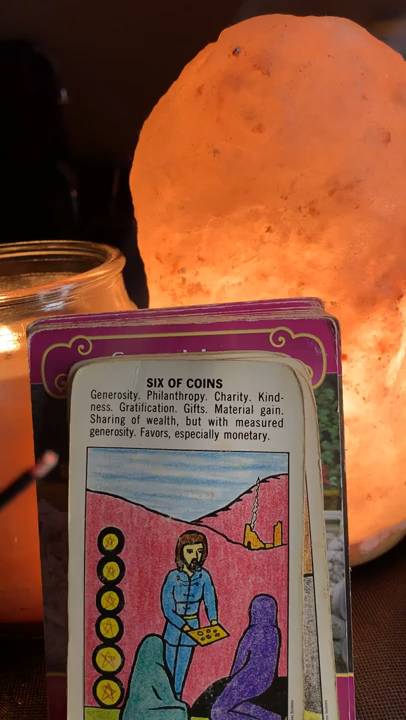 SIX OF COINS
Generosity. Philanthropy. Charity. Kind-
ness. Gratification. Gifts. Material gain.
Sharing of wealth, but with measured
generosity. Favors, especially monetary.